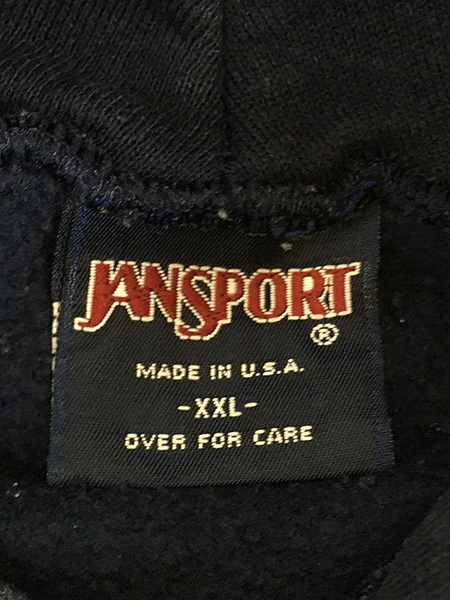 JANSPORT
®
MADE IN U.S.A.
-XXL-
OVER FOR CARE